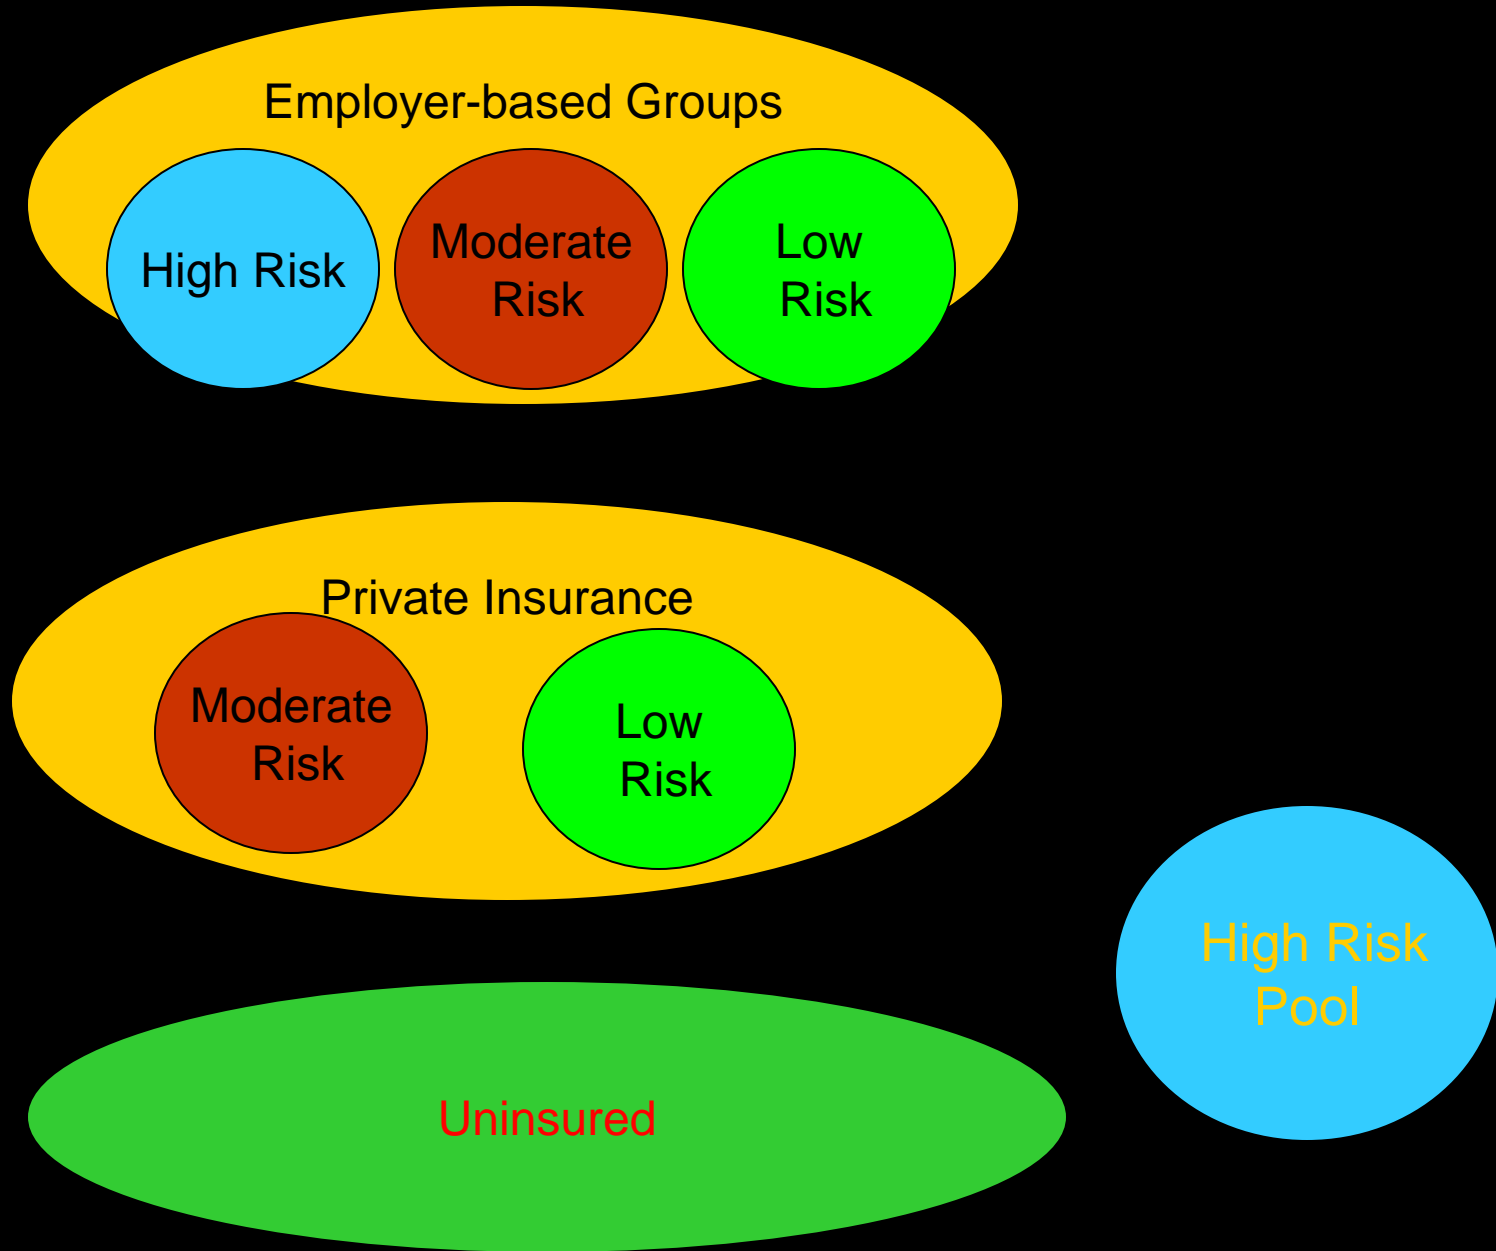 Employer-based Groups
High Risk
Moderate
Risk
Low
Risk
Private Insurance
Moderate
Risk
Low
Risk
High Risk
Pool
Uninsured